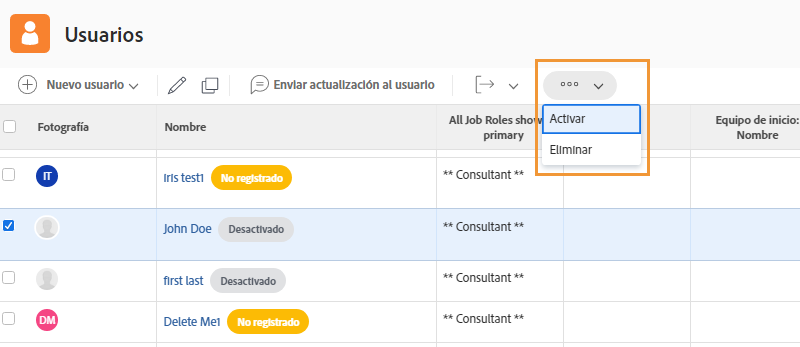 Usuarios
Nuevo usuario
Enviar actualización al usuario
Activar
Eliminar
Fotografía
Nombre
All Job Roles show
primary
Equipo de inicio:
Nombre
IT
Iris test1
No registrado
** Consultant **
John Doe
Desactivado
** Consultant **
first last
Desactivado
** Consultant **
DM
Delete Me1
No registrado
** Consultant **